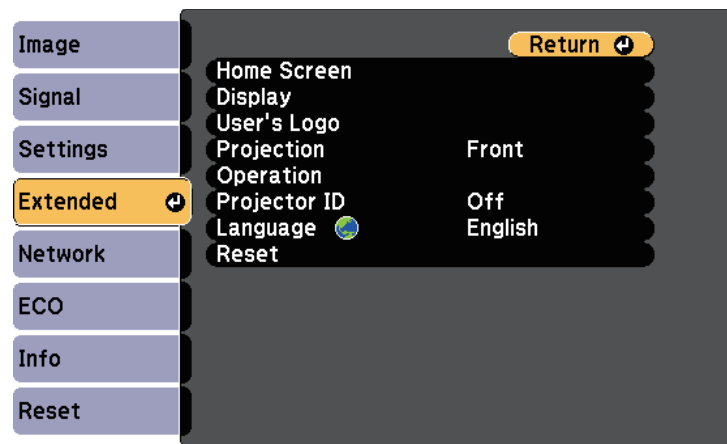 Image
Signal
Settings
Extended
Network
ECO
Info
Reset
Return
Home Screen
Display
User's Logo
Projection Front
Operation
Projector ID Off
Language English
Reset